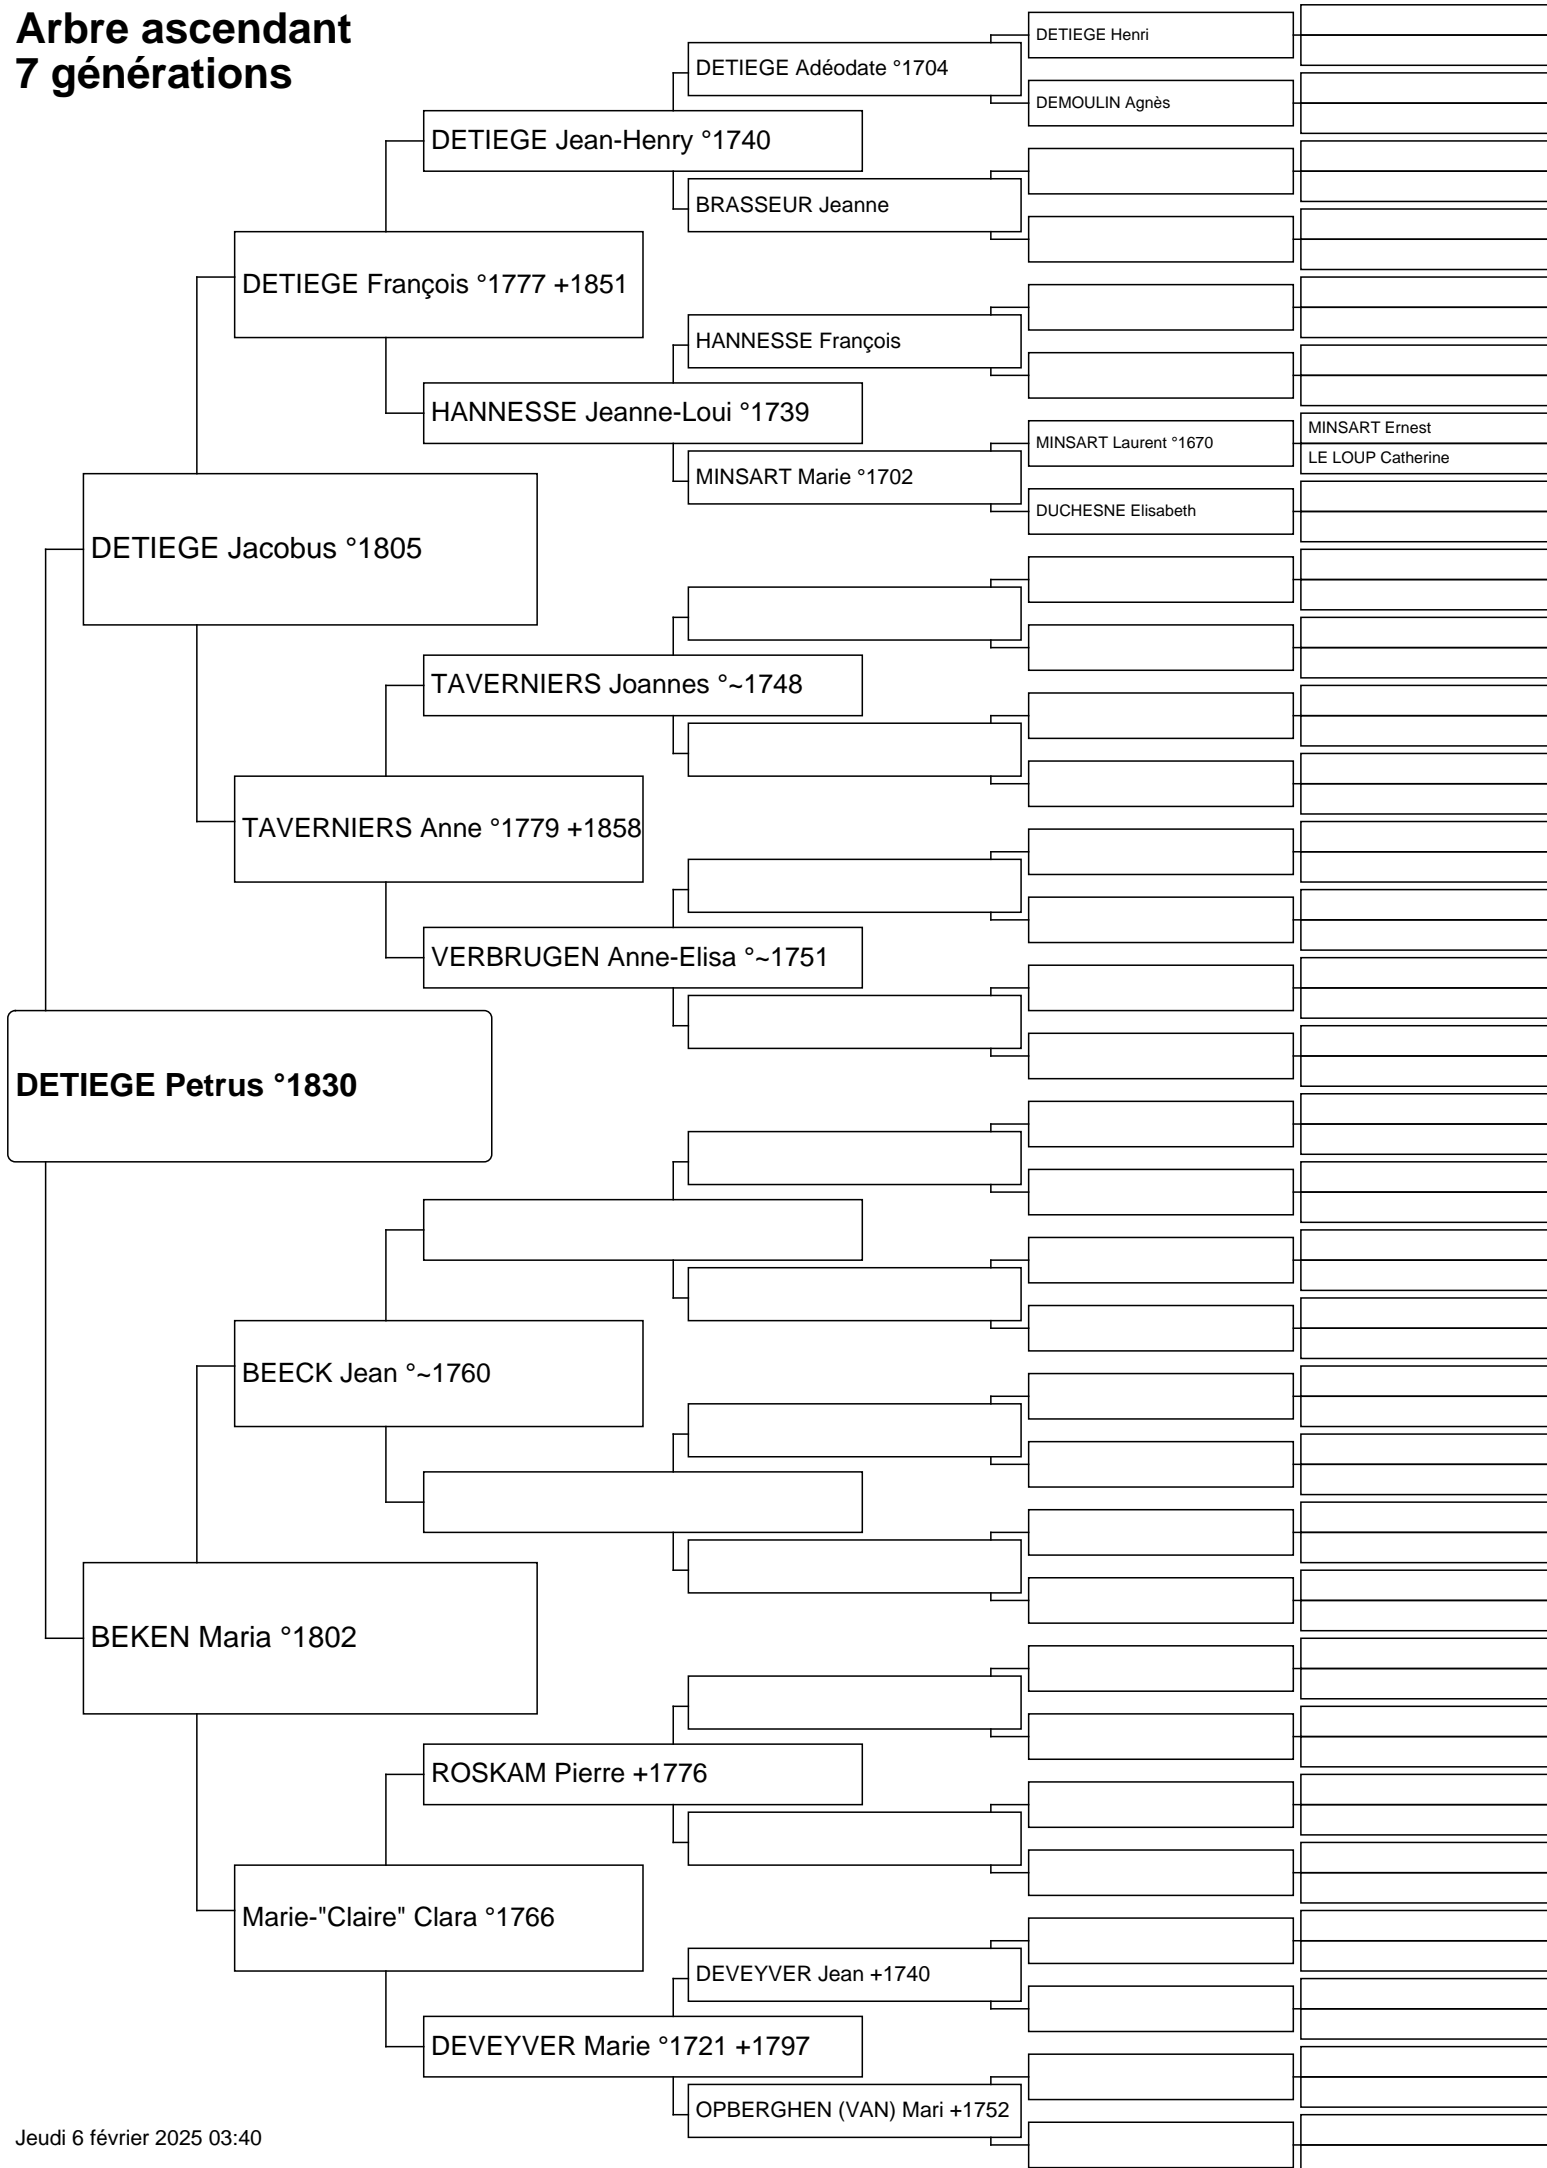 Arbre ascendant
7 générations
DETIEGE Henri
DETIEGE Adéodate °1704
DEMOULIN Agnès
DETIEGE Jean-Henry °1740
BRASSEUR Jeanne
DETIEGE François °1777 +1851
HANNESSE François
HANNESSE Jeanne-Loui °1739
MINSART Ernest
MINSART Laurent °1670
LE LOUP Catherine
MINSART Marie °1702
DUCHESNE Elisabeth
DETIEGE Jacobus °1805
TAVERNIERS Joannes °~1748
TAVERNIERS Anne °1779 +1858
VERBRUGEN Anne-Elisa °~1751
DETIEGE Petrus °1830
BEECK Jean °~1760
BEKEN Maria °1802
ROSKAM Pierre +1776
Marie-"Claire" Clara °1766
DEVEYVER Jean +1740
DEVEYVER Marie °1721 +1797
OPBERGHEN (VAN) Mari +1752
Jeudi 6 février 2025 03:40